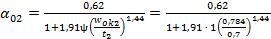 α₀₂ = 0,62 / (1+1,91ψ(w_ok2 / t₂)^1,44) = 0,62 / (1+1,91·1(0,784 / 0,7)^1,44)